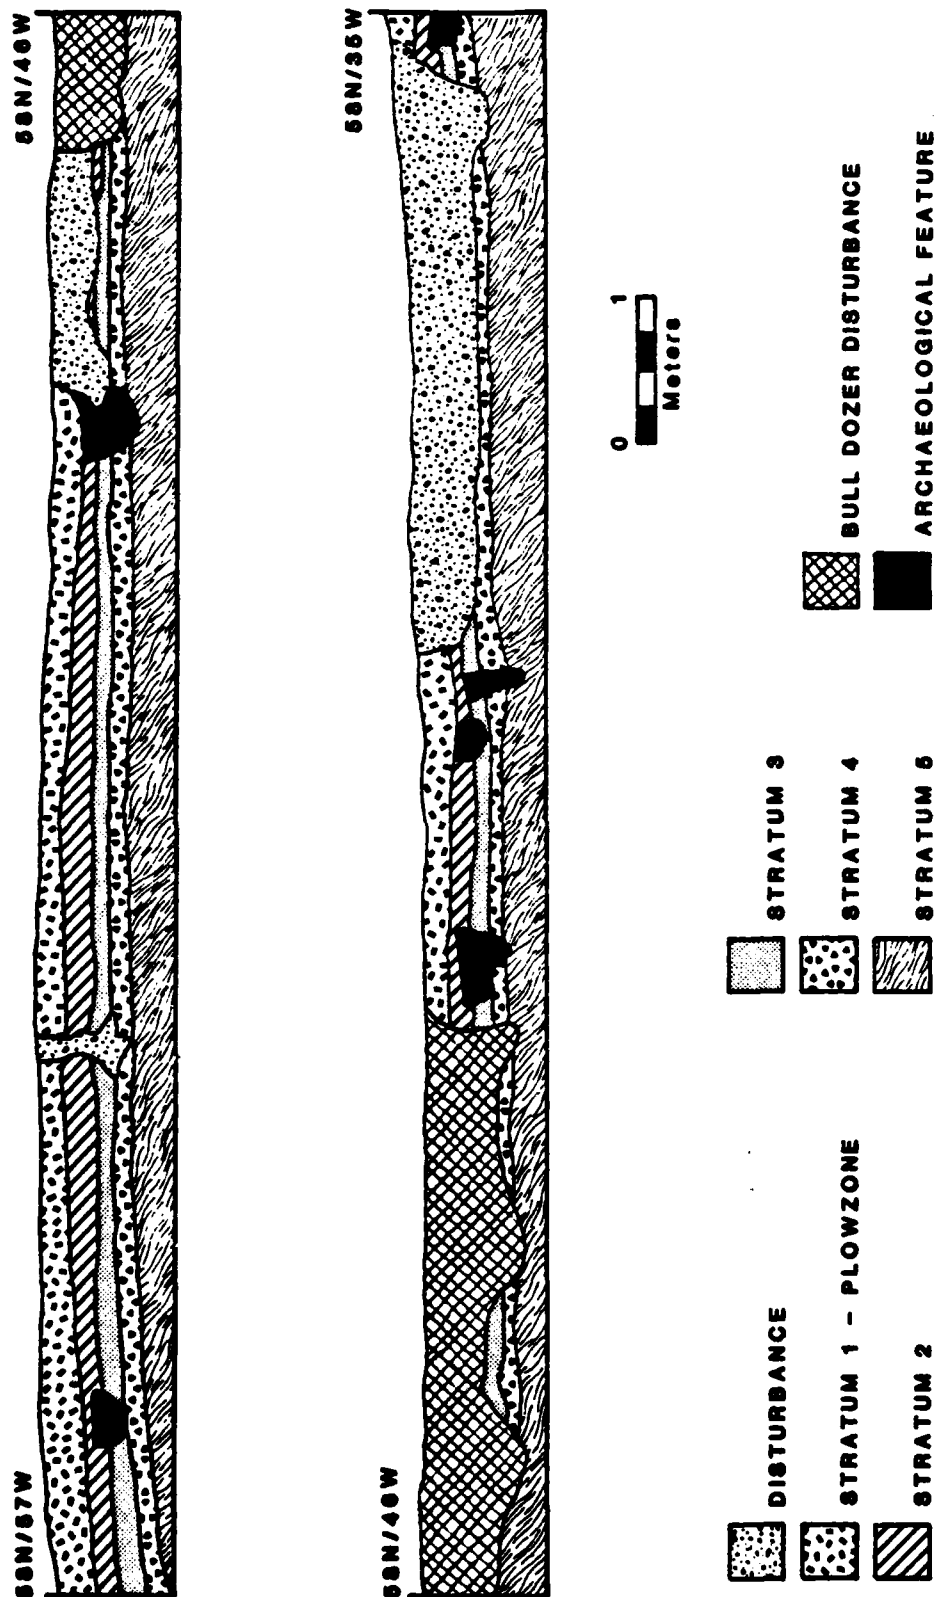 58N/57W
58N/46W
58N/46W
58N/35W
0 1
Meters
DISTURBANCE
STRATUM 1 - PLOWZONE
STRATUM 2
STRATUM 3
STRATUM 4
STRATUM 5
BULL DOZER DISTURBANCE
ARCHAEOLOGICAL FEATURE